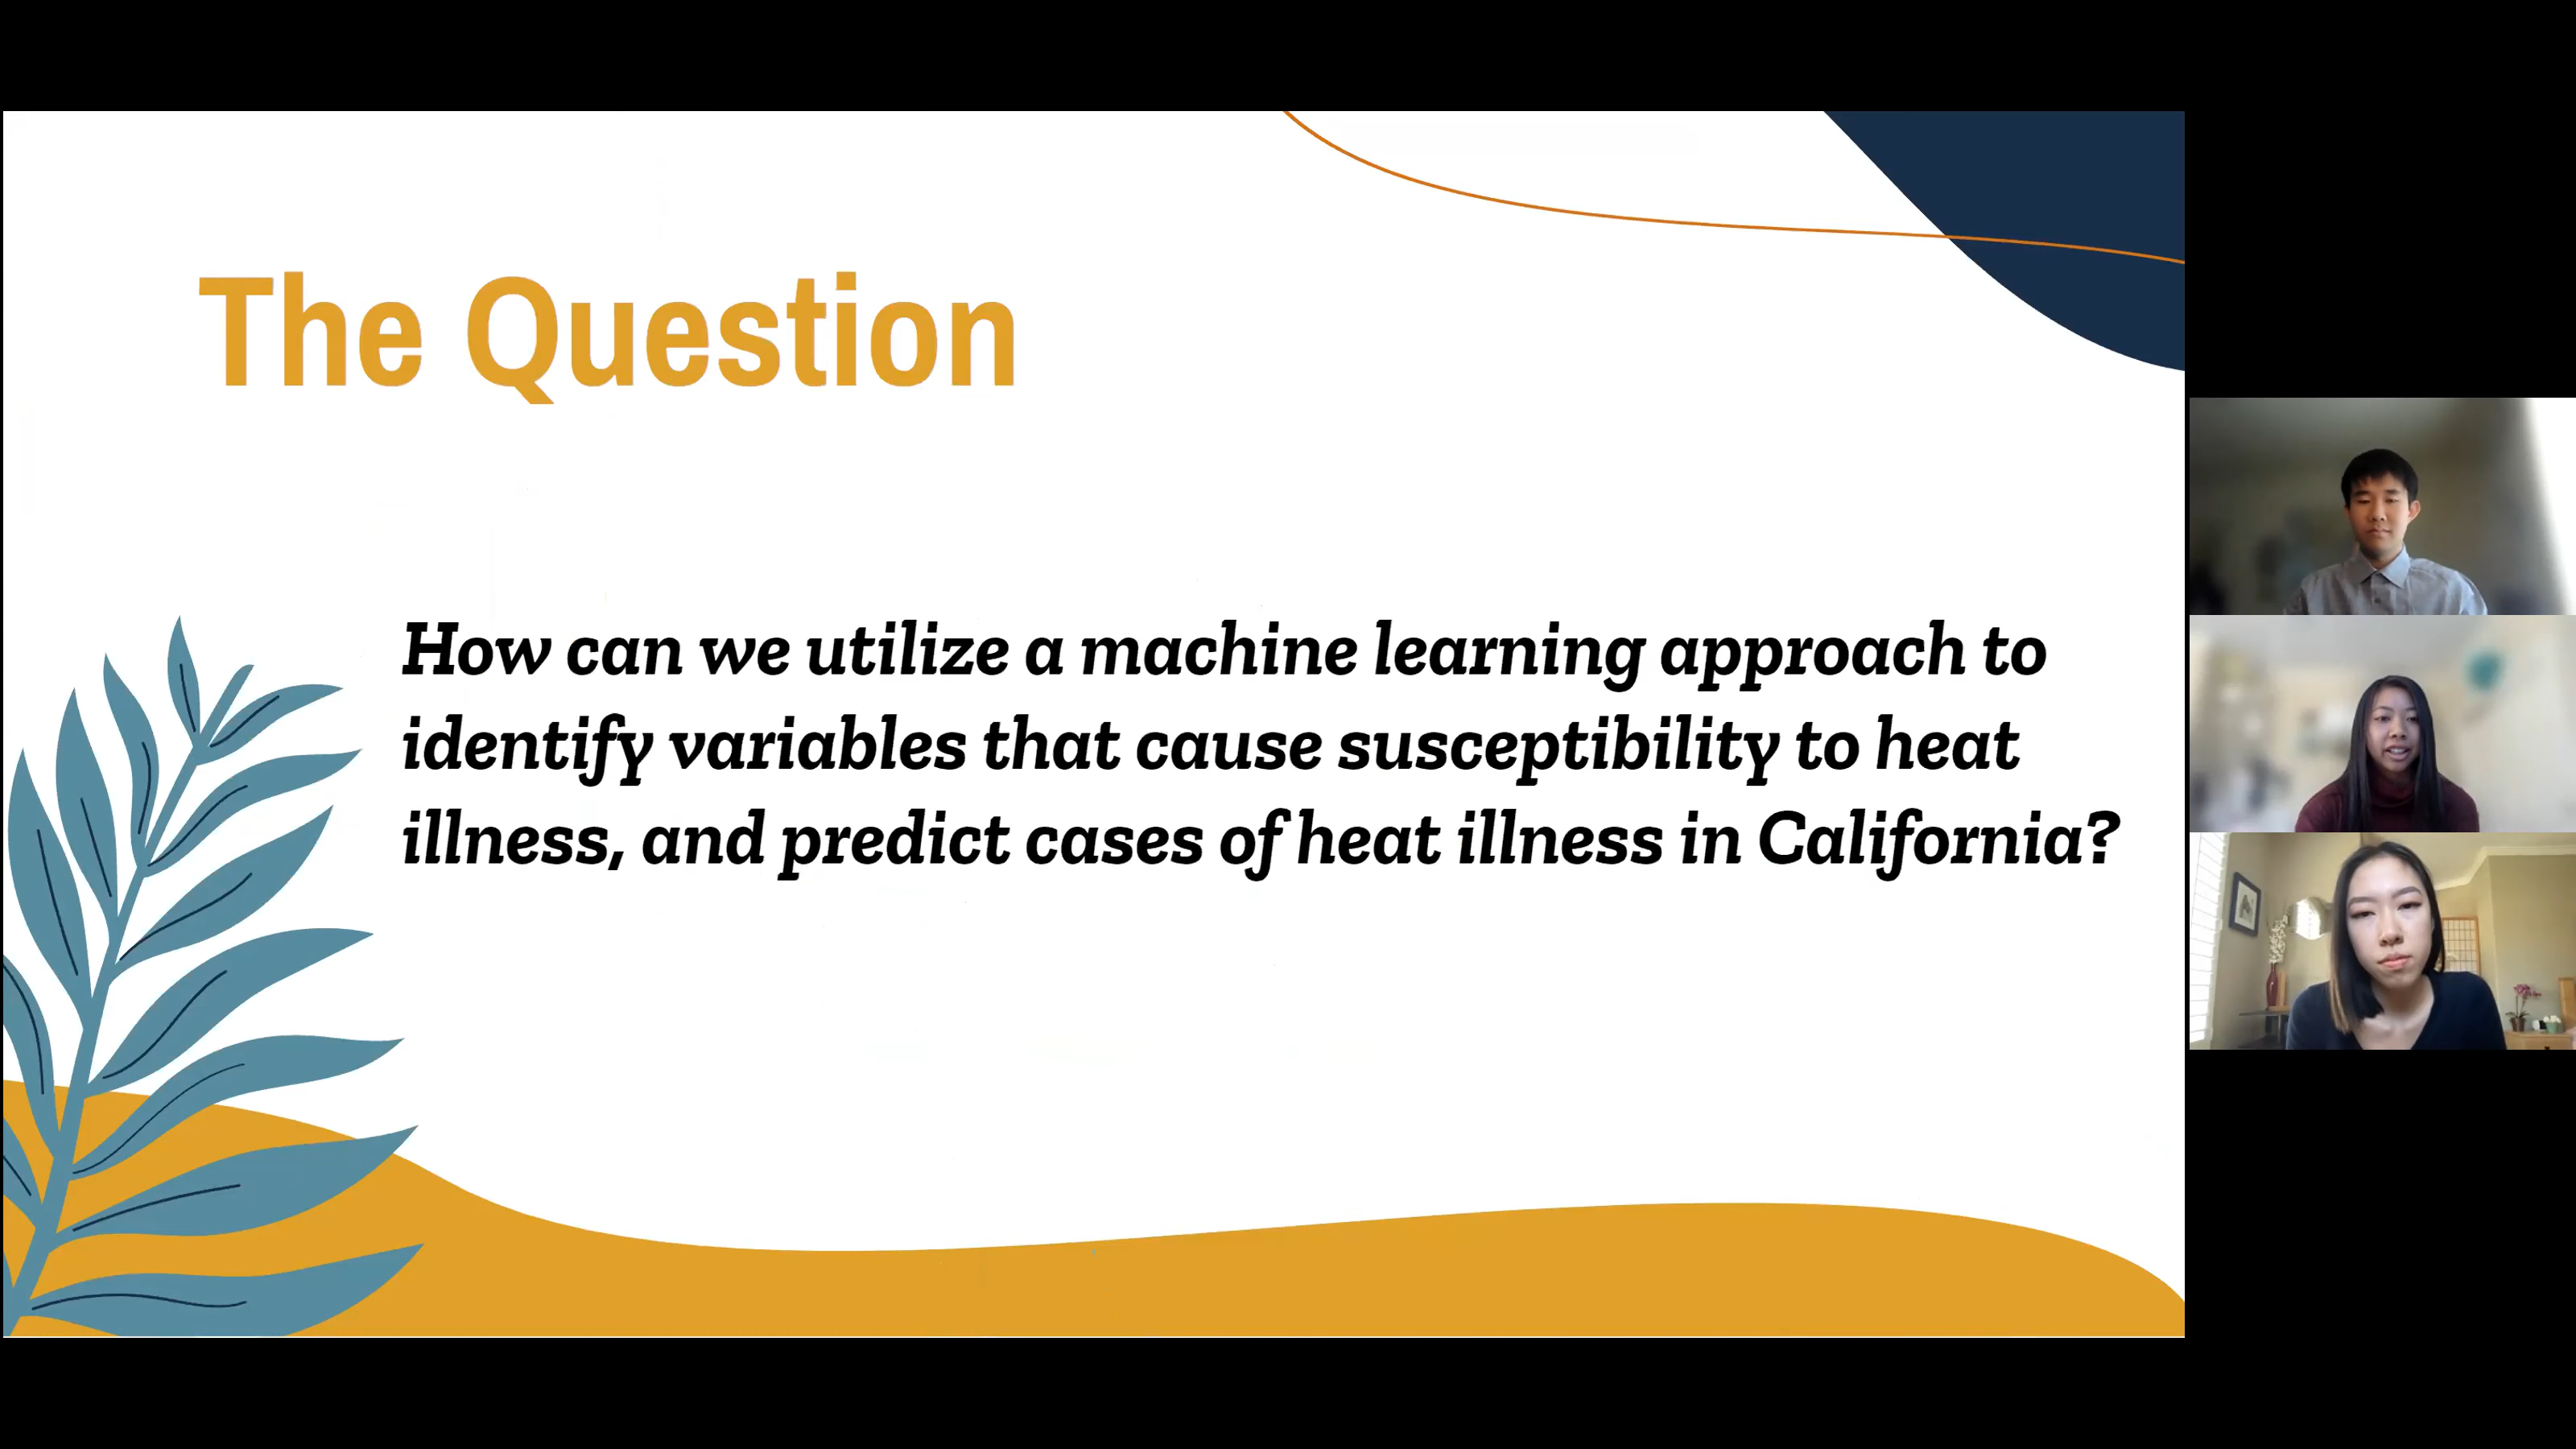 The Question
How can we utilize a machine learning approach to
identify variables that cause susceptibility to heat
illness, and predict cases of heat illness in California?